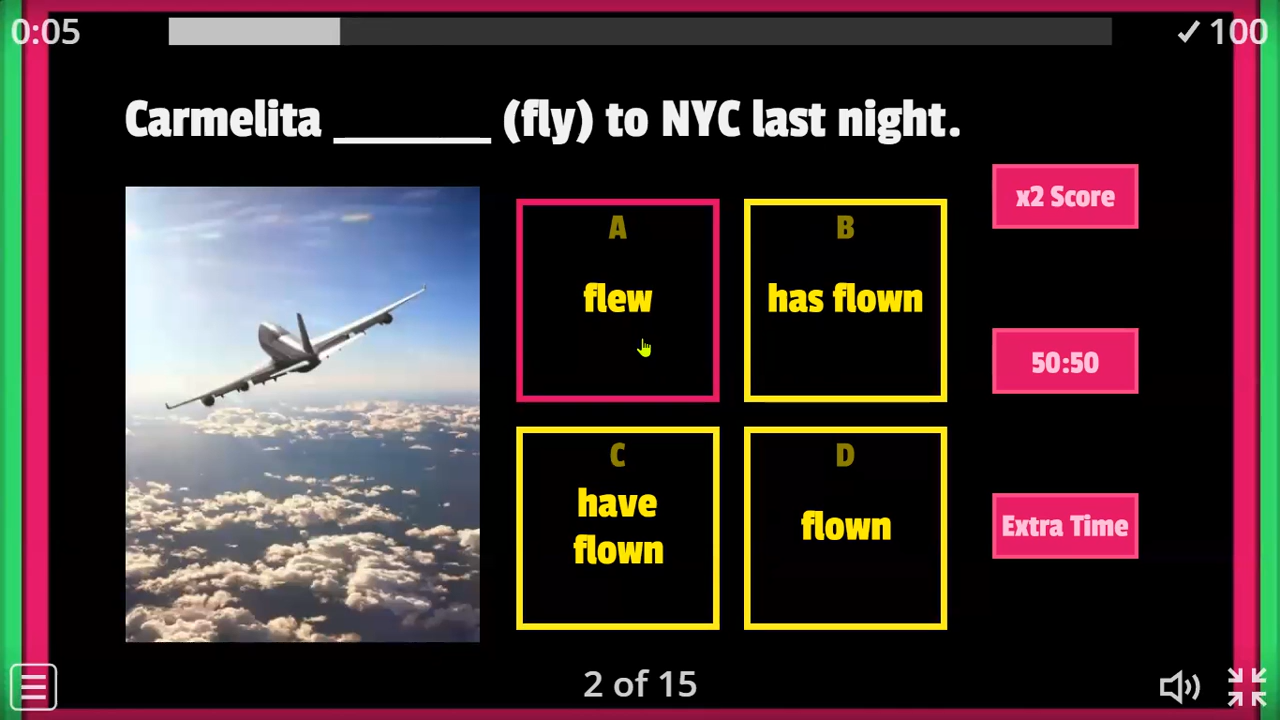 0:05
✓ 100
Carmelita _______ (fly) to NYC last night.
x2 Score
A
flew
B
has flown
50:50
C
have
flown
D
flown
Extra Time
2 of 15